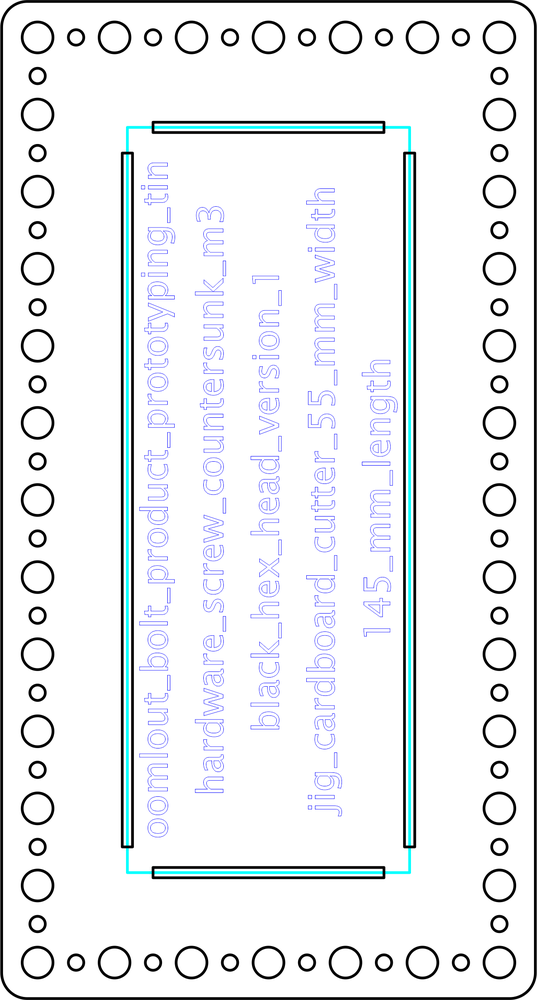 oomlout_bolt_product_prototyping_tin
hardware_screw_countersunk_m3
black_hex_head_version_1
jig_cardboard_cutter_55_mm_width
145_mm_length